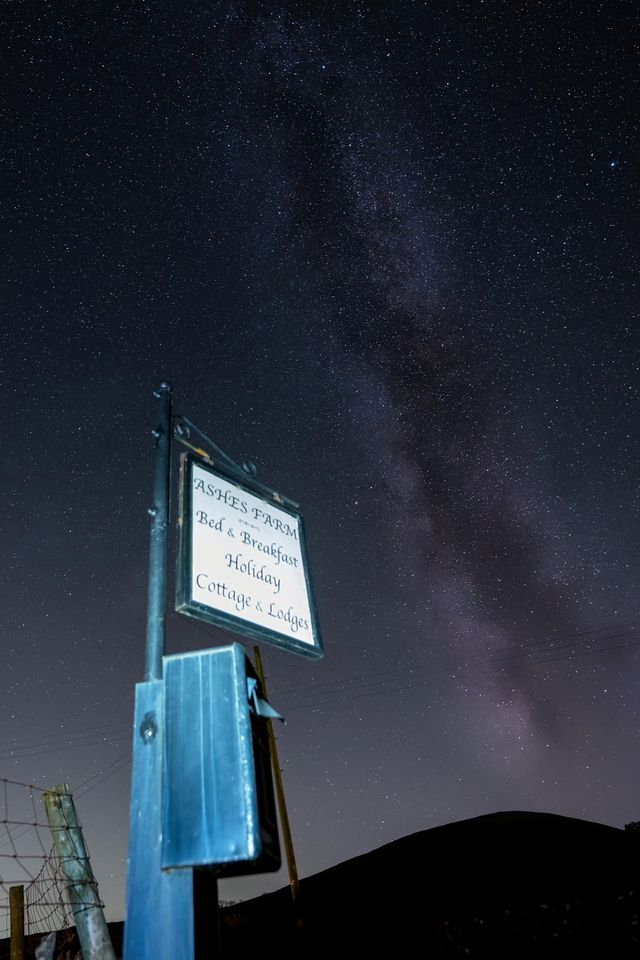 ASHES FARM
Bed & Breakfast
Holiday
Cottage & Lodges